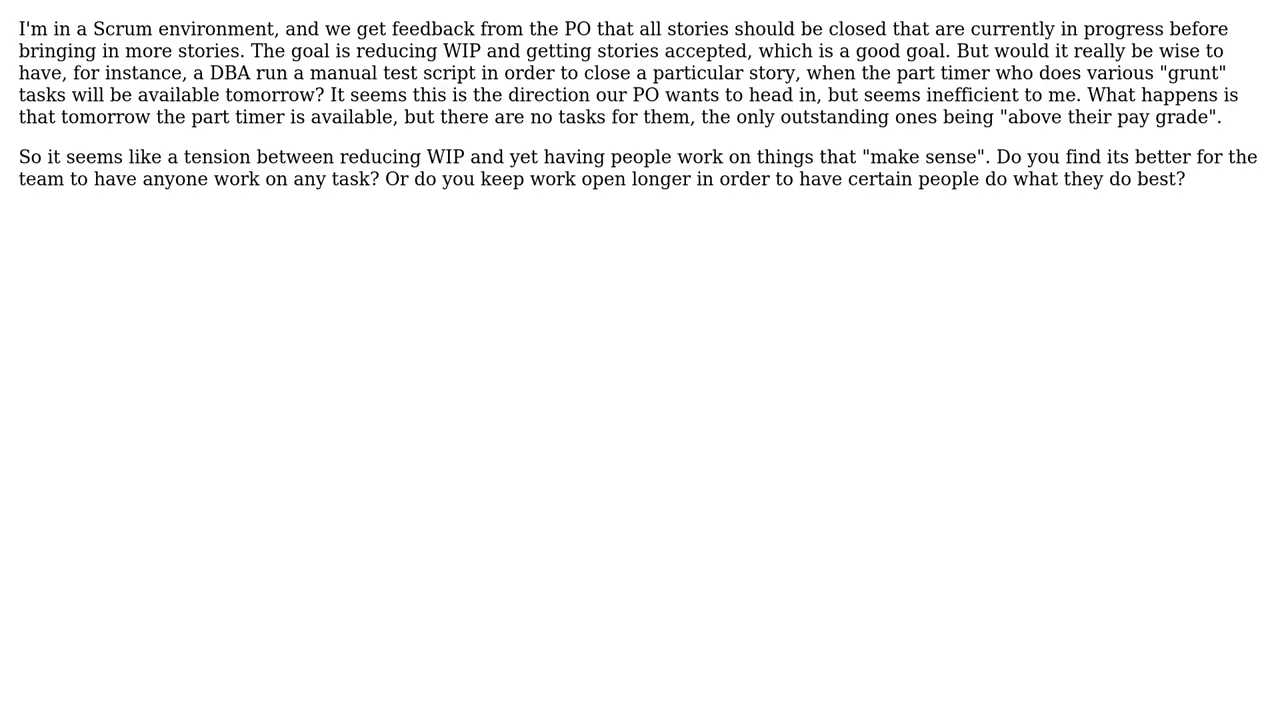 I'm in a Scrum environment, and we get feedback from the PO that all stories should be closed that are currently in progress before
bringing in more stories. The goal is reducing WIP and getting stories accepted, which is a good goal. But would it really be wise to
have, for instance, a DBA run a manual test script in order to close a particular story, when the part timer who does various "grunt"
tasks will be available tomorrow? It seems this is the direction our PO wants to head in, but seems inefficient to me. What happens is
that tomorrow the part timer is available, but there are no tasks for them, the only outstanding ones being "above their pay grade".
So it seems like a tension between reducing WIP and yet having people work on things that "make sense". Do you find its better for the
team to have anyone work on any task? Or do you keep work open longer in order to have certain people do what they do best?